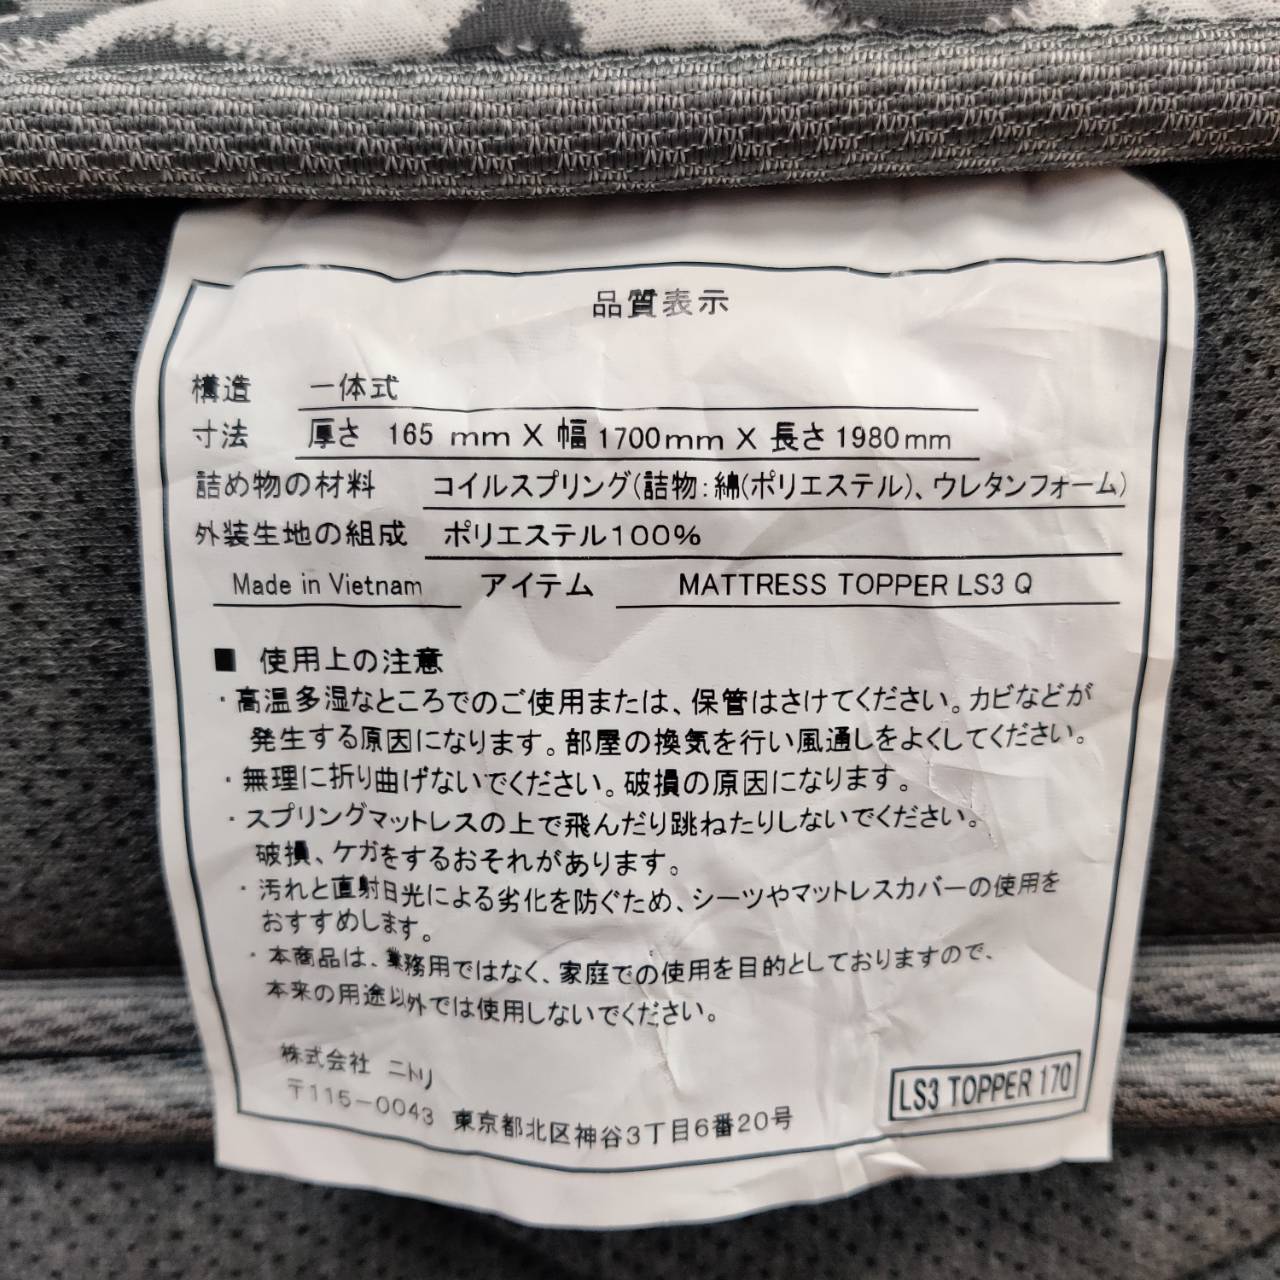 品質表示
構造 一体式
寸法 厚さ 165 mm X 幅 1700mm X 長さ 1980mm
詰め物の材料 コイルスプリング(詰物:綿(ポリエステル)、ウレタンフォーム)
外装生地の組成 ポリエステル100%
Made in Vietnam アイテム MATTRESS TOPPER LS3 Q
■ 使用上の注意
・高温多湿なところでのご使用または、保管はさけてください。カビなどが
発生する原因になります。部屋の換気を行い風通しをよくしてください。
・無理に折り曲げないでください。破損の原因になります。
・スプリングマットレスの上で飛んだり跳ねたりしないでください。
破損、ケガをするおそれがあります。
・汚れと直射日光による劣化を防ぐため、シーツやマットレスカバーの使用を
おすすめします。
・本商品は、業務用ではなく、家庭での使用を目的としておりますので、
本来の用途以外では使用しないでください。
株式会社 ニトリ
〒115-0043 東京都北区神谷3丁目6番20号
LS3 TOPPER 170